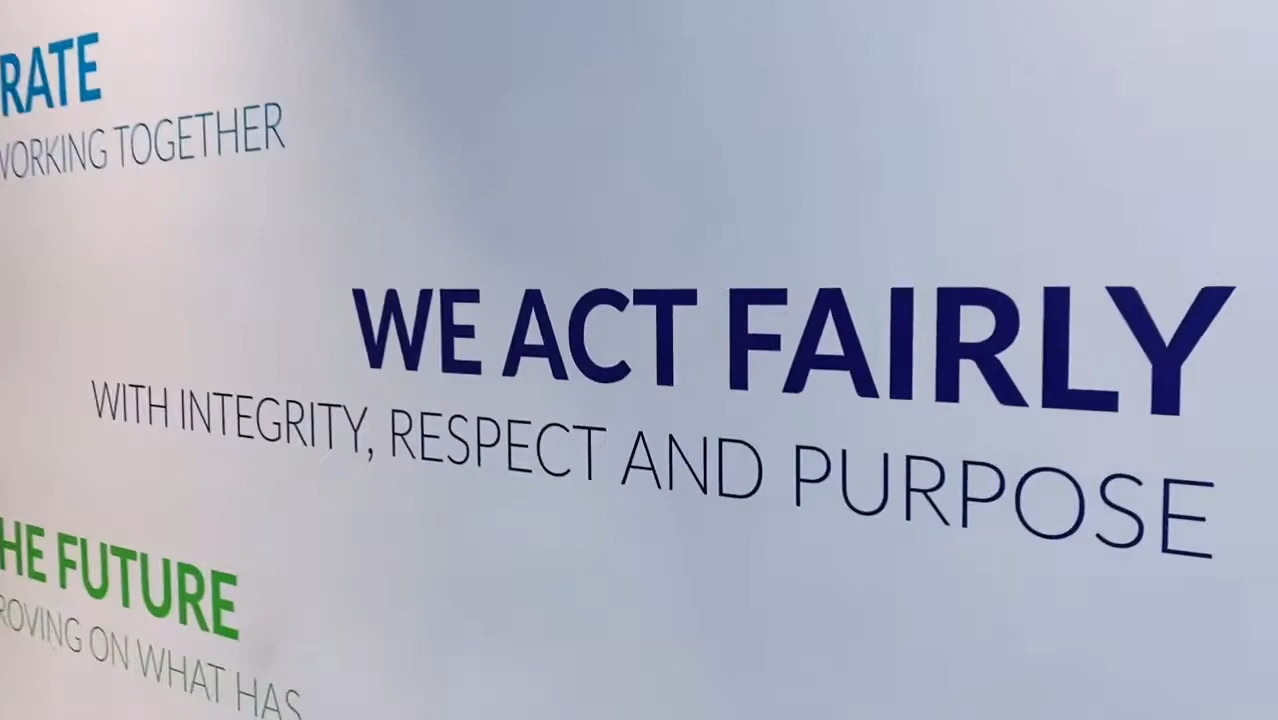 RATE
WORKING TOGETHER
WE ACT FAIRLY
WITH INTEGRITY, RESPECT AND PURPOSE
HE FUTURE
ROVING ON WHAT HAS